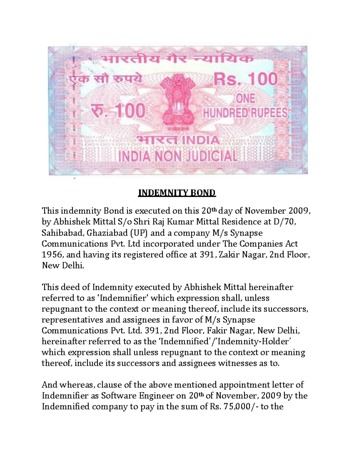 भारतीय गैर न्यायिक
एक सौ रुपये
Rs. 100
रु. 100
ONE
HUNDRED RUPEES
भारत INDIA
INDIA NON JUDICIAL
INDEMNITY BOND
This indemnity Bond is executed on this 20th day of November 2009,
by Abhishek Mittal S/o Shri Raj Kumar Mittal Residence at D/70,
Sahibabad, Ghaziabad (UP) and a company M/s Synapse
Communications Pvt. Ltd incorporated under The Companies Act
1956, and having its registered office at 391, Zakir Nagar, 2nd Floor,
New Delhi.
This deed of Indemnity executed by Abhishek Mittal hereinafter
referred to as 'Indemnifier' which expression shall, unless
repugnant to the context or meaning thereof, include its successors,
representatives and assignees in favor of M/s Synapse
Communications Pvt. Ltd. 391, 2nd Floor, Fakir Nagar, New Delhi,
hereinafter referred to as the 'Indemnified'/'Indemnity-Holder'
which expression shall unless repugnant to the context or meaning
thereof, include its successors and assignees witnesses as to.
And whereas, clause of the above mentioned appointment letter of
Indemnifier as Software Engineer on 20th of November, 2009 by the
Indemnified company to pay in the sum of Rs. 75,000/- to the